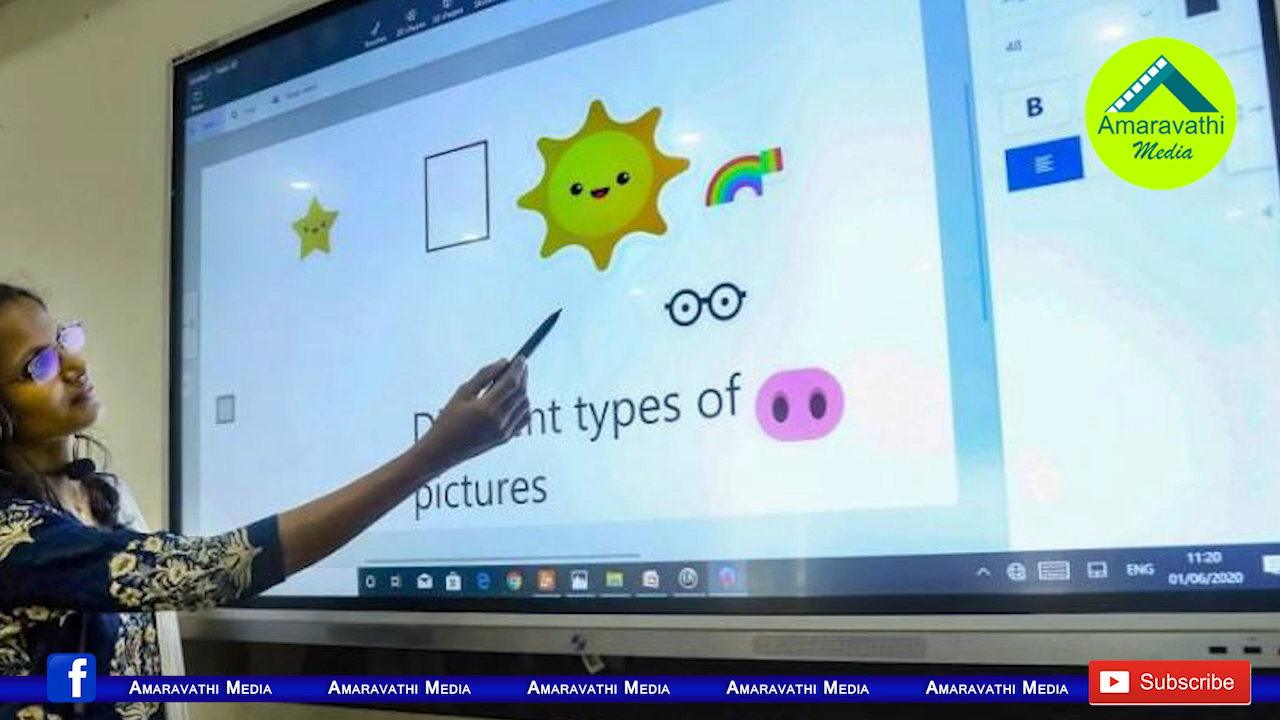 48
B
Amaravathi
Media
types of
pictures
ENG
11:20
01/06/2020
f
AMARAVATHI MEDIA AMARAVATHI MEDIA AMARAVATHI MEDIA AMARAVATHI MEDIA AMARAVATHI MEDIA
Subscribe